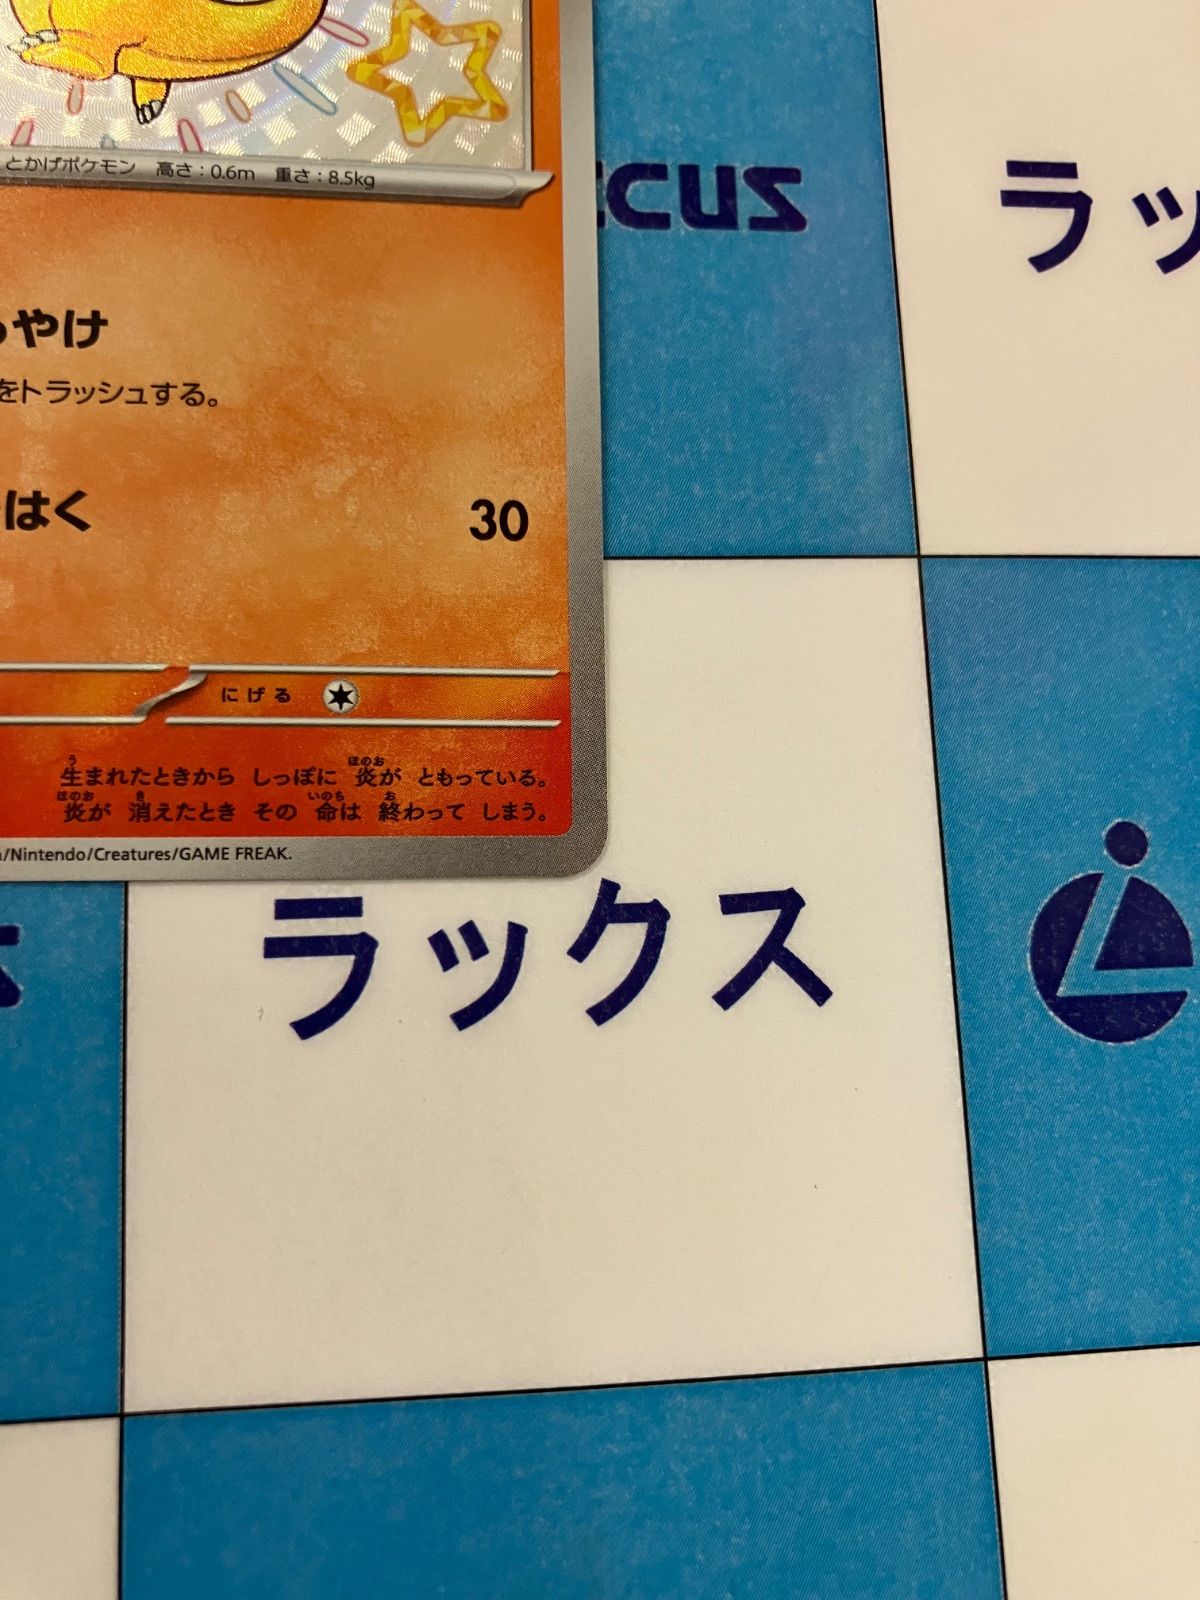 とかげポケモン 高さ：0.6m 重さ：8.5kg
やけ
をトラッシュする。
はく 30
にげる
生まれたときから しっぽに 炎が ともっている。
炎が 消えたとき その 命は 終わって しまう。
/Nintendo/Creatures/GAME FREAK.
cus
ラッ
ラックス